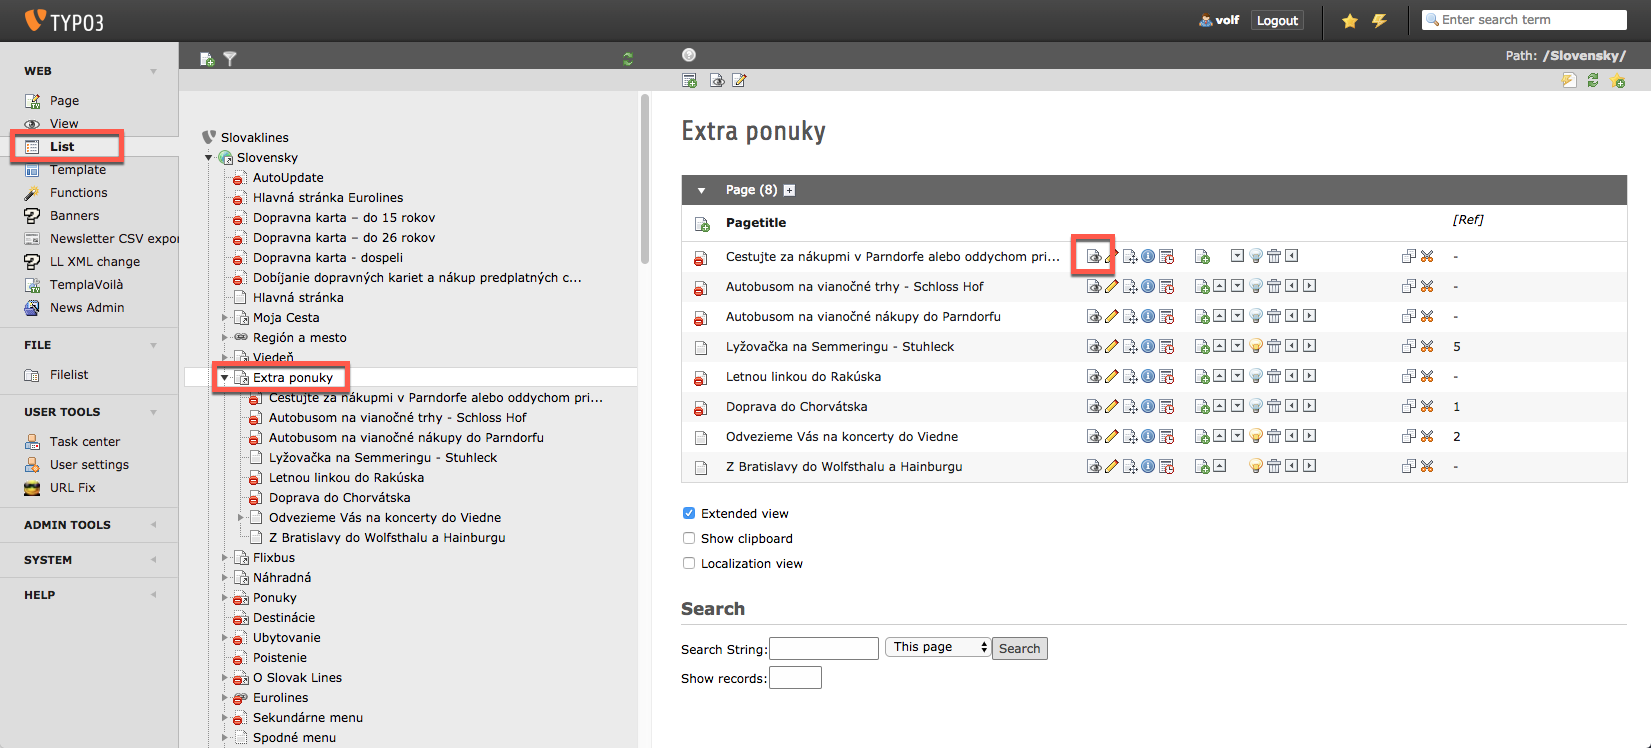 TYPO3
volf
Logout
Enter search term
Path: /Slovensky/
WEB
Page
View
List
Template
Functions
Banners
Newsletter CSV expor
LL XML change
TemplaVoilà
News Admin
FILE
Filelist
USER TOOLS
Task center
User settings
URL Fix
ADMIN TOOLS
SYSTEM
HELP
Slovaklines
Slovensky
AutoUpdate
Hlavná stránka Eurolines
Dopravna karta – do 15 rokov
Dopravna karta – do 26 rokov
Dopravna karta - dospeli
Dobíjanie dopravných kariet a nákup predplatných c...
Hlavná stránka
Moja Cesta
Región a mesto
Viedeň
Extra ponuky
Cestujte za nákupmi v Parndorfe alebo oddychom pri...
Autobusom na vianočné trhy - Schloss Hof
Autobusom na vianočné nákupy do Parndorfu
Lyžovačka na Semmeringu - Stuhleck
Letnou linkou do Rakúska
Doprava do Chorvátska
Odvezieme Vás na koncerty do Viedne
Z Bratislavy do Wolfsthalu a Hainburgu
Flixbus
Náhradná
Ponuky
Destinácie
Ubytovanie
Poistenie
O Slovak Lines
Eurolines
Sekundárne menu
Spodné menu
Extra ponuky
Page (8)
Pagetitle [Ref]
Cestujte za nákupmi v Parndorfe alebo oddychom pri... -
Autobusom na vianočné trhy - Schloss Hof -
Autobusom na vianočné nákupy do Parndorfu -
Lyžovačka na Semmeringu - Stuhleck 5
Letnou linkou do Rakúska -
Doprava do Chorvátska 1
Odvezieme Vás na koncerty do Viedne 2
Z Bratislavy do Wolfsthalu a Hainburgu -
Extended view
Show clipboard
Localization view
Search
Search String: This page Search
Show records: